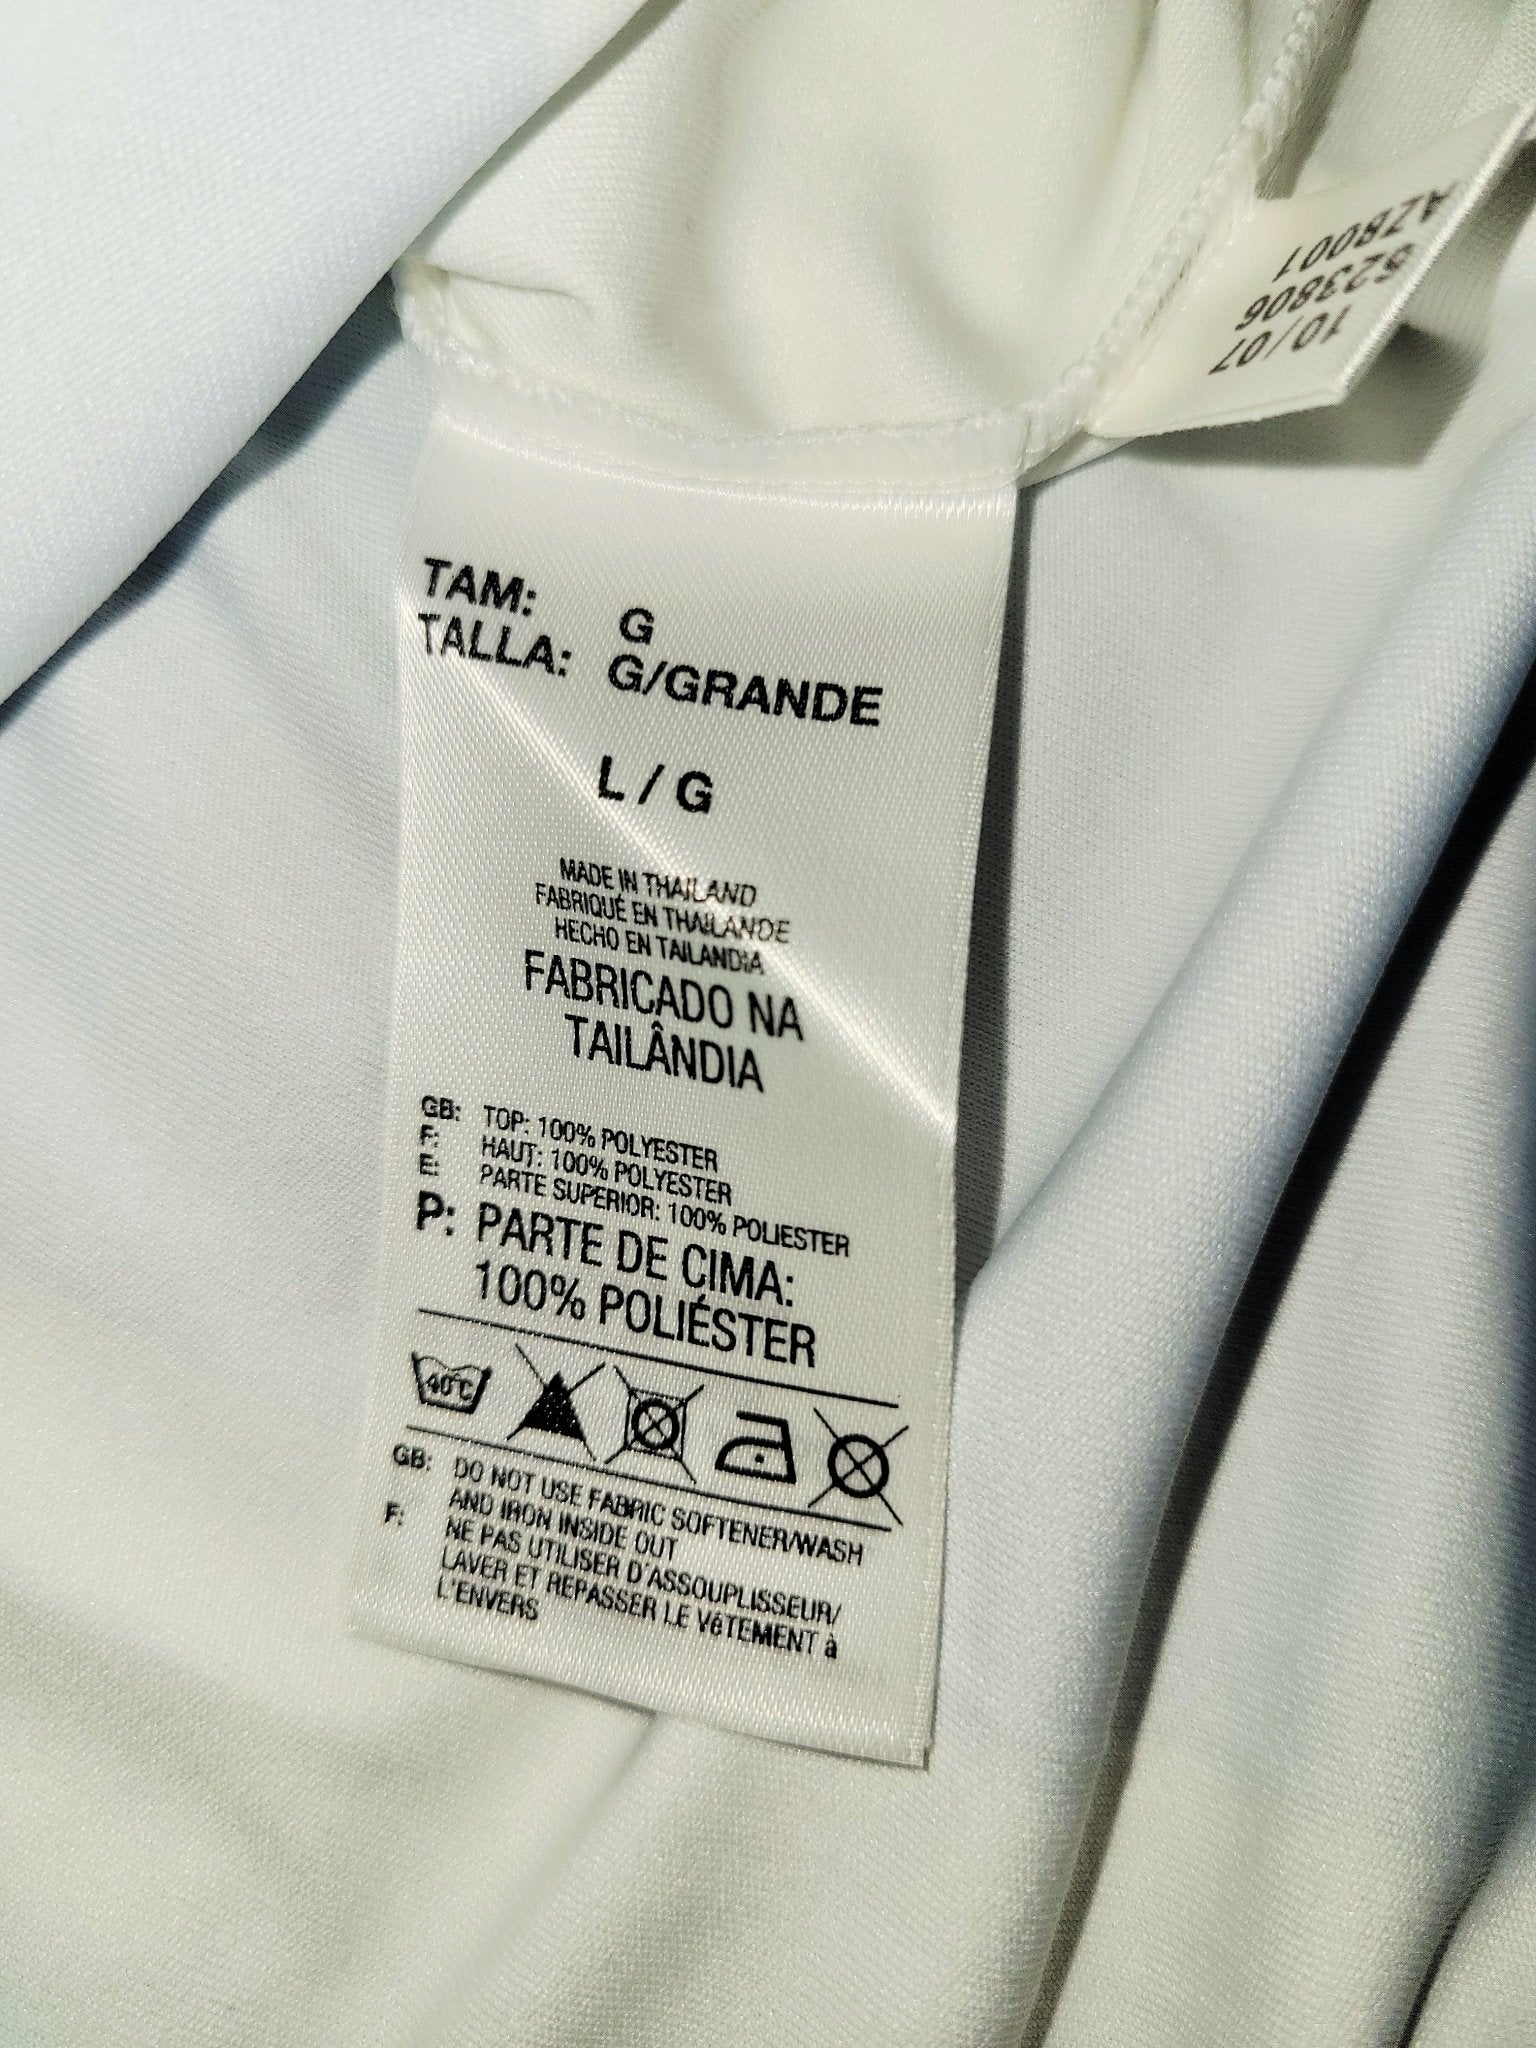 AZ8001
623806
10/07
TAM: G
TALLA: G/GRANDE
L / G
MADE IN THAILAND
FABRIQUÉ EN THAILANDE
HECHO EN TAILANDIA
FABRICADO NA
TAILÂNDIA
GB: TOP: 100% POLYESTER
F: HAUT: 100% POLYESTER
E: PARTE SUPERIOR: 100% POLIESTER
P: PARTE DE CIMA:
100% POLIÉSTER
40°C
GB: DO NOT USE FABRIC SOFTENER/WASH
AND IRON INSIDE OUT
F: NE PAS UTILISER D'ASSOUPLISSEUR/
LAVER ET REPASSER LE VêTEMENT à
L'ENVERS